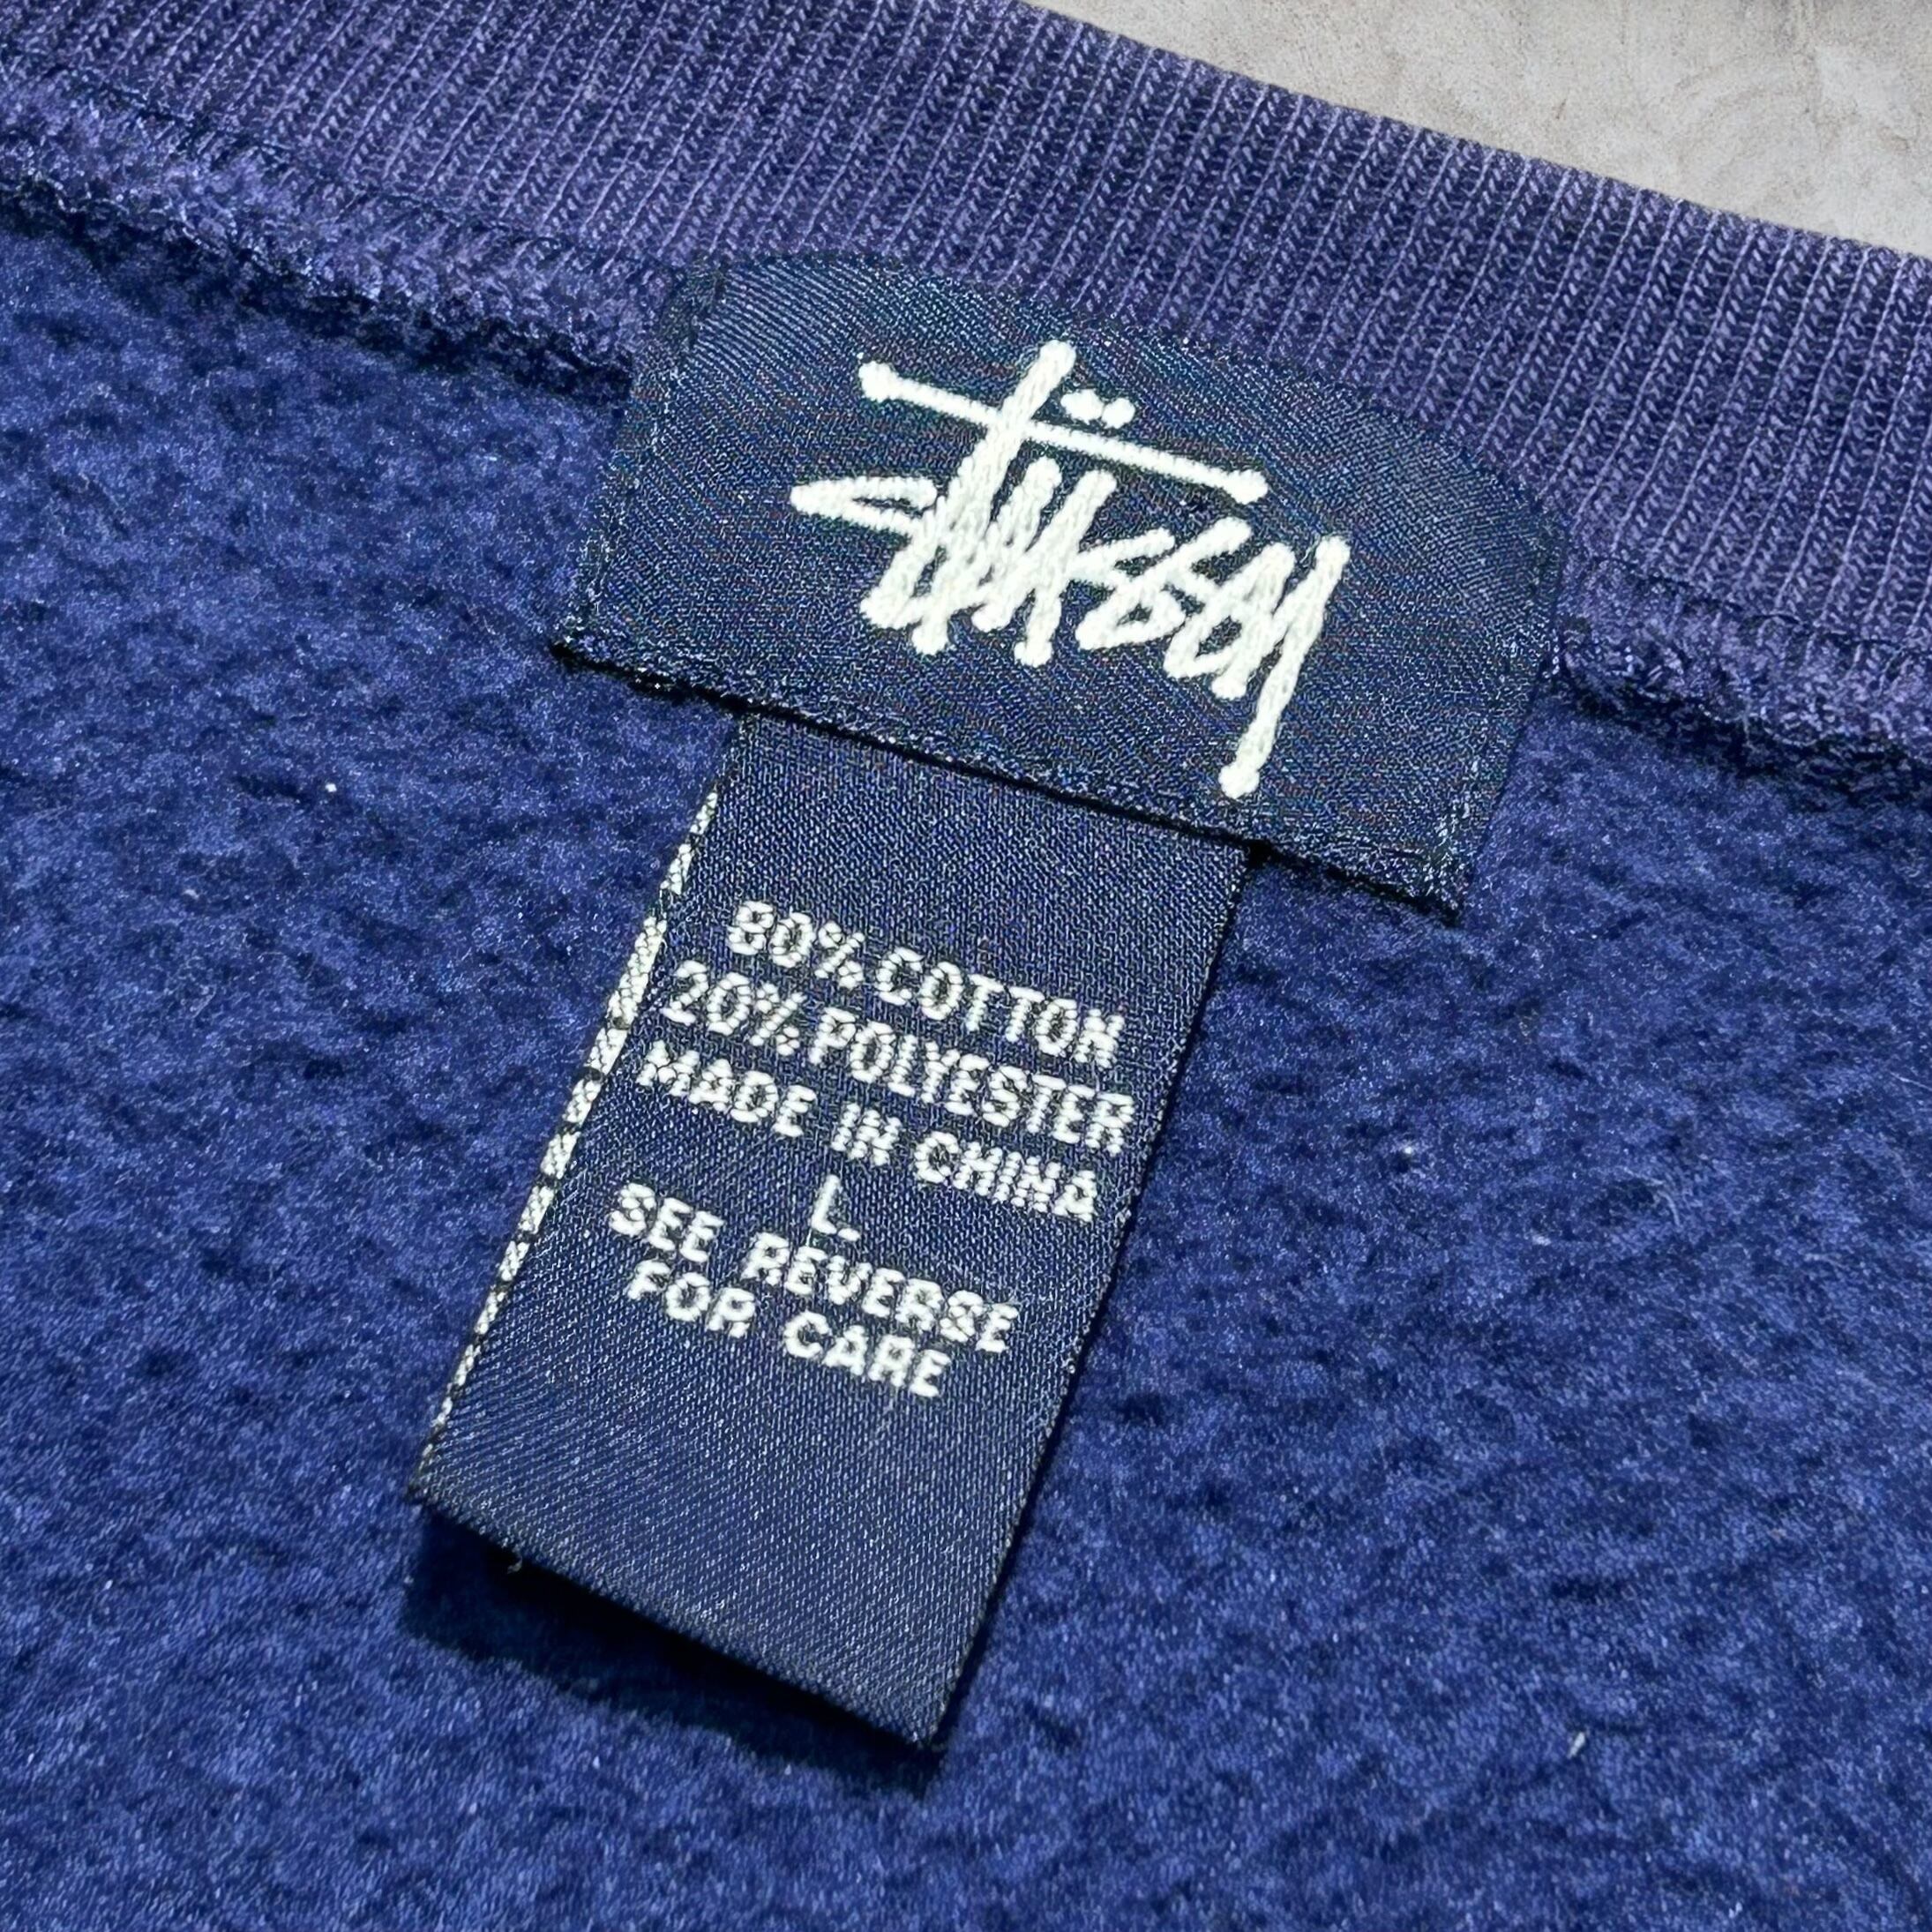 Stüssy
80% COTTON
20% POLYESTER
MADE IN CHINA
L.
SEE REVERSE
FOR CARE